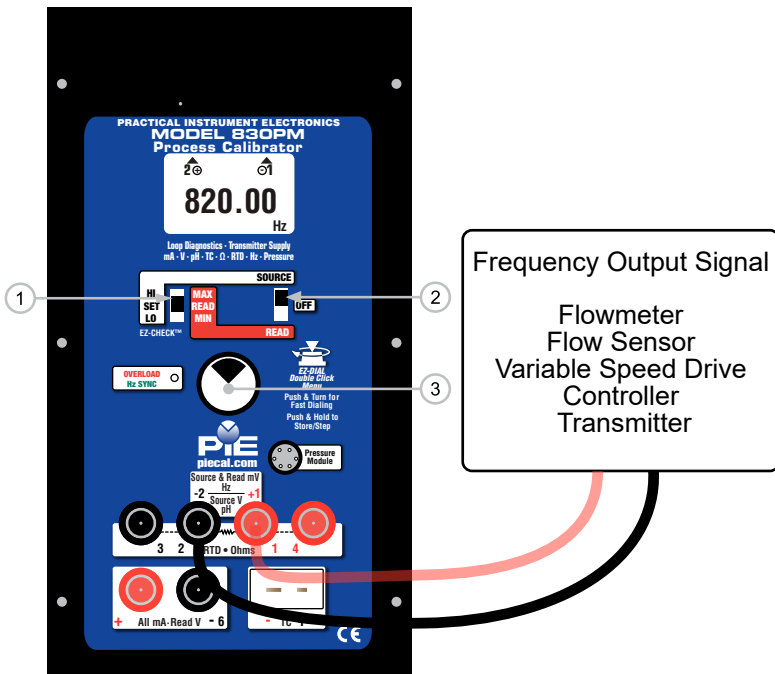 PRACTICAL INSTRUMENT ELECTRONICS
MODEL 830PM
Process Calibrator
2⊕ ⊖1
820.00
Hz
Loop Diagnostics · Transmitter Supply
mA · V · pH · TC · Ω · RTD · Hz · Pressure
SOURCE
HI
SET
LO
MAX
READ
MIN
OFF
EZ-CHECK™
READ
1
2
3
OVERLOAD
Hz SYNC
EZ-DIAL
Double Click
Menu
Push & Turn for
Fast Dialing
Push & Hold to
Store/Step
PIE
piecal.com
Pressure
Module
Source & Read mV
Hz
-2 +1
Source V
pH
3 2 RTD • Ohms 1 4
+ All mA·Read V - 6
- TC +
CE
Frequency Output Signal
Flowmeter
Flow Sensor
Variable Speed Drive
Controller
Transmitter